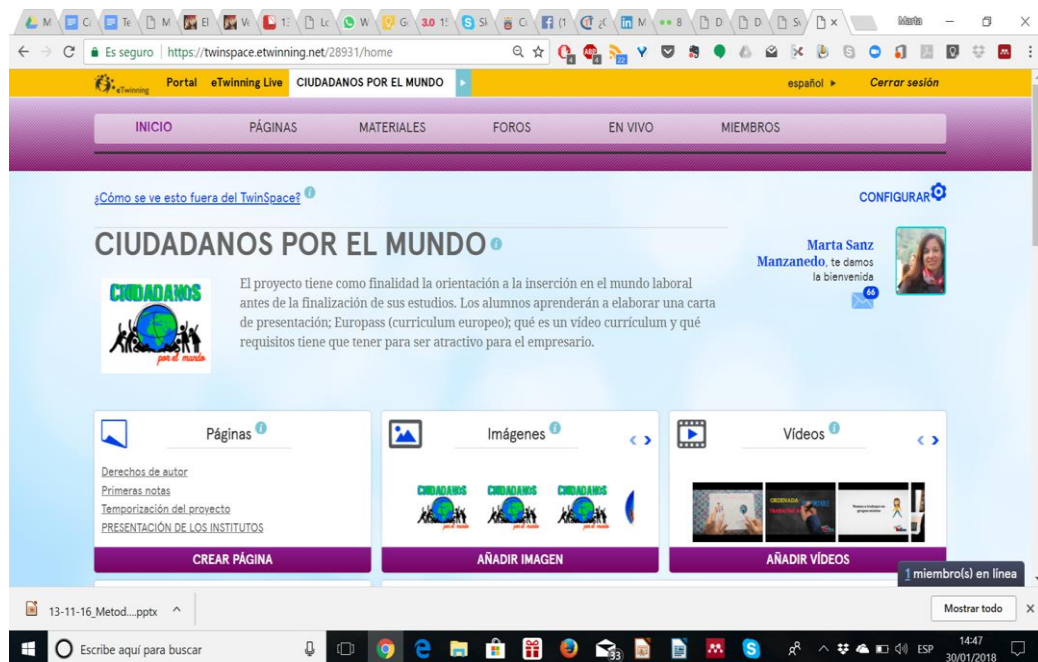 Marta
Es seguro https://twinspace.etwinning.net/28931/home
eTwinning Portal eTwinning Live CIUDADANOS POR EL MUNDO español Cerrar sesión
INICIO PÁGINAS MATERIALES FOROS EN VIVO MIEMBROS
¿Cómo se ve esto fuera del TwinSpace? CONFIGURAR
CIUDADANOS POR EL MUNDO
Marta Sanz
Manzanedo, te damos
la bienvenida
66
CIUDADANOS
por el mundo
El proyecto tiene como finalidad la orientación a la inserción en el mundo laboral
antes de la finalización de sus estudios. Los alumnos aprenderán a elaborar una carta
de presentación; Europass (curriculum europeo); qué es un vídeo currículum y qué
requisitos tiene que tener para ser atractivo para el empresario.
Páginas
Derechos de autor
Primeras notas
Temporización del proyecto
PRESENTACIÓN DE LOS INSTITUTOS
CREAR PÁGINA
Imágenes
CIUDADANOS CIUDADANOS CIUDADANOS
AÑADIR IMAGEN
Vídeos
AÑADIR VÍDEOS
1 miembro(s) en línea
13-11-16_Metod....pptx Mostrar todo
Escribe aquí para buscar 33 ESP 14:47
30/01/2018